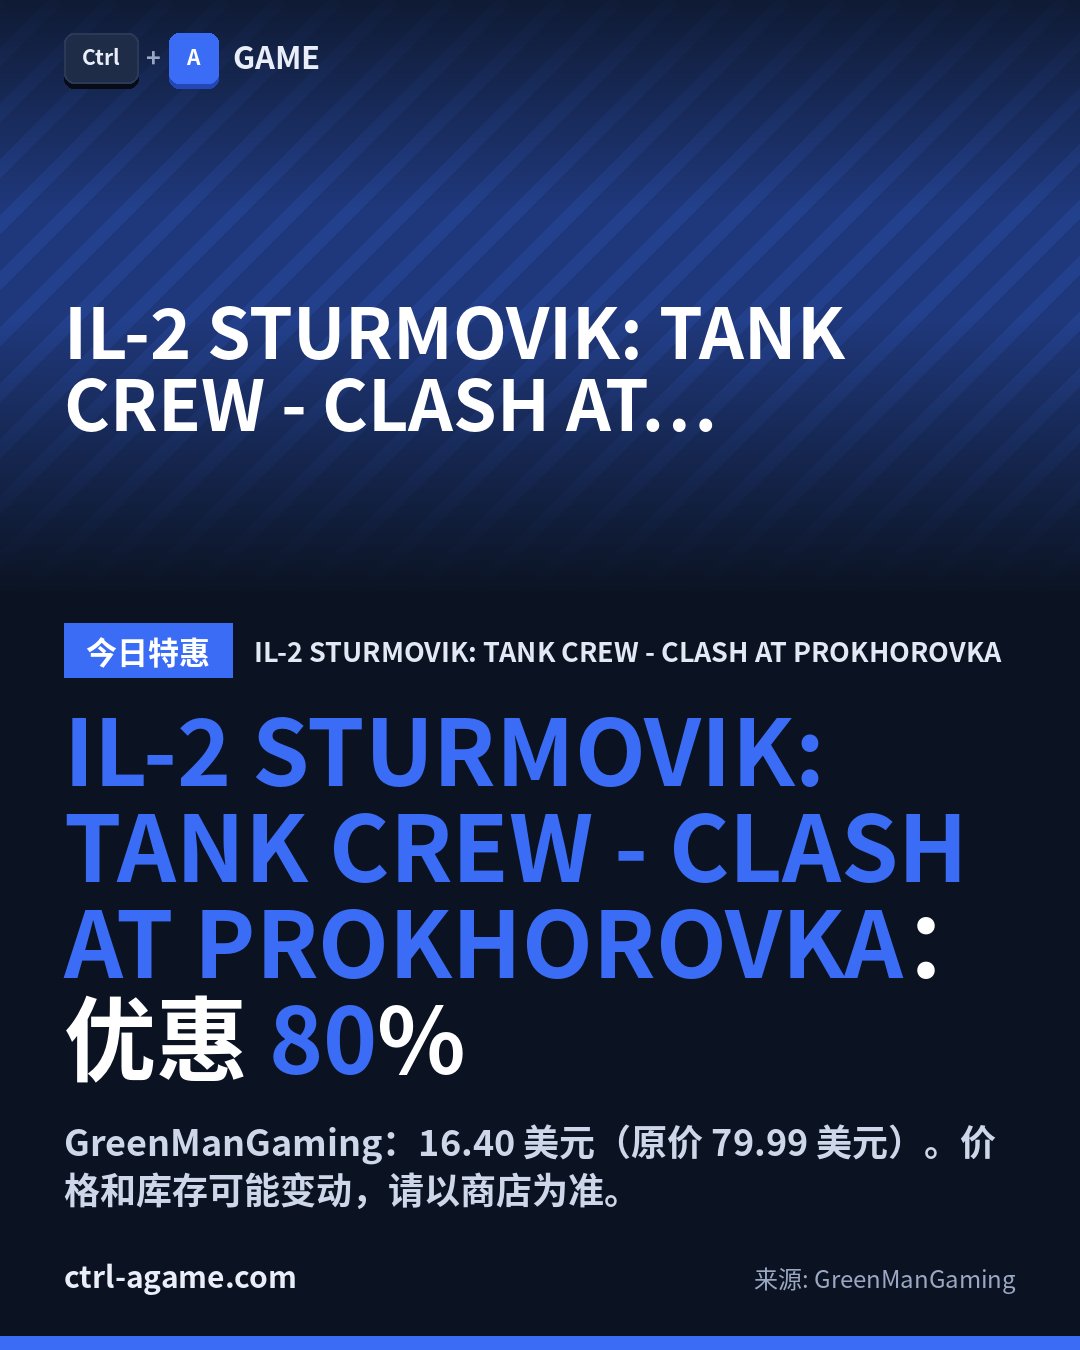 Ctrl + A GAME
IL-2 STURMOVIK: TANK
CREW - CLASH AT...
今日特惠 IL-2 STURMOVIK: TANK CREW - CLASH AT PROKHOROVKA
IL-2 STURMOVIK:
TANK CREW - CLASH
AT PROKHOROVKA：
优惠 80%
GreenManGaming：16.40 美元（原价 79.99 美元）。价
格和库存可能变动，请以商店为准。
ctrl-agame.com
来源: GreenManGaming